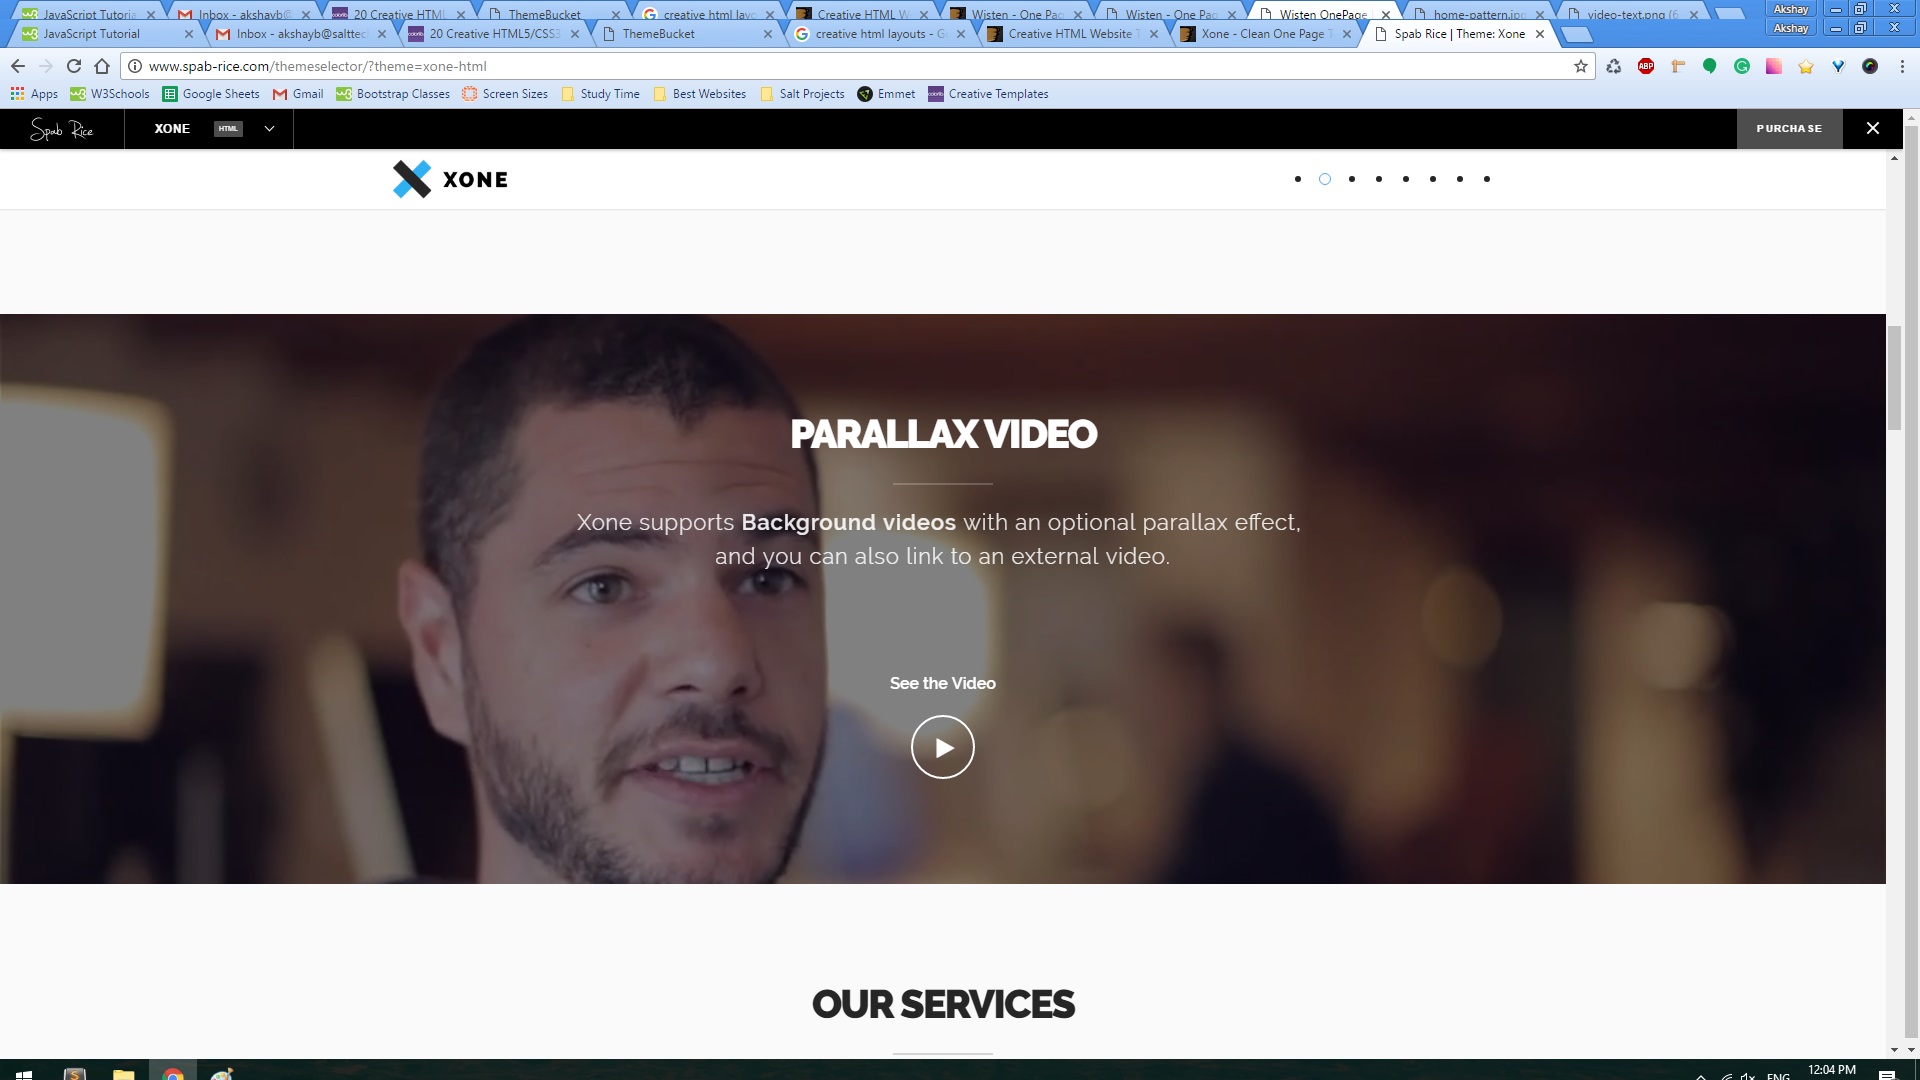 JavaScript Tutoria
Inbox - akshayb@
20 Creative HTML
ThemeBucket
creative html layo
Creative HTML W
Wisten - One Pag
Wisten - One Pag
Wisten OnePage
home-pattern.jpg
video-text.png (6
Akshay
JavaScript Tutorial
Inbox - akshayb@salttec
20 Creative HTML5/CSS3
ThemeBucket
creative html layouts - G
Creative HTML Website T
Xone - Clean One Page T
Spab Rice | Theme: Xone
Akshay
www.spab-rice.com/themeselector/?theme=xone-html
ABP
Apps
W3Schools
Google Sheets
Gmail
Bootstrap Classes
Screen Sizes
Study Time
Best Websites
Salt Projects
Emmet
Creative Templates
Spab Rice
XONE
HTML
PURCHASE
XONE
PARALLAX VIDEO
Xone supports Background videos with an optional parallax effect,
and you can also link to an external video.
See the Video
OUR SERVICES
ENG
12:04 PM